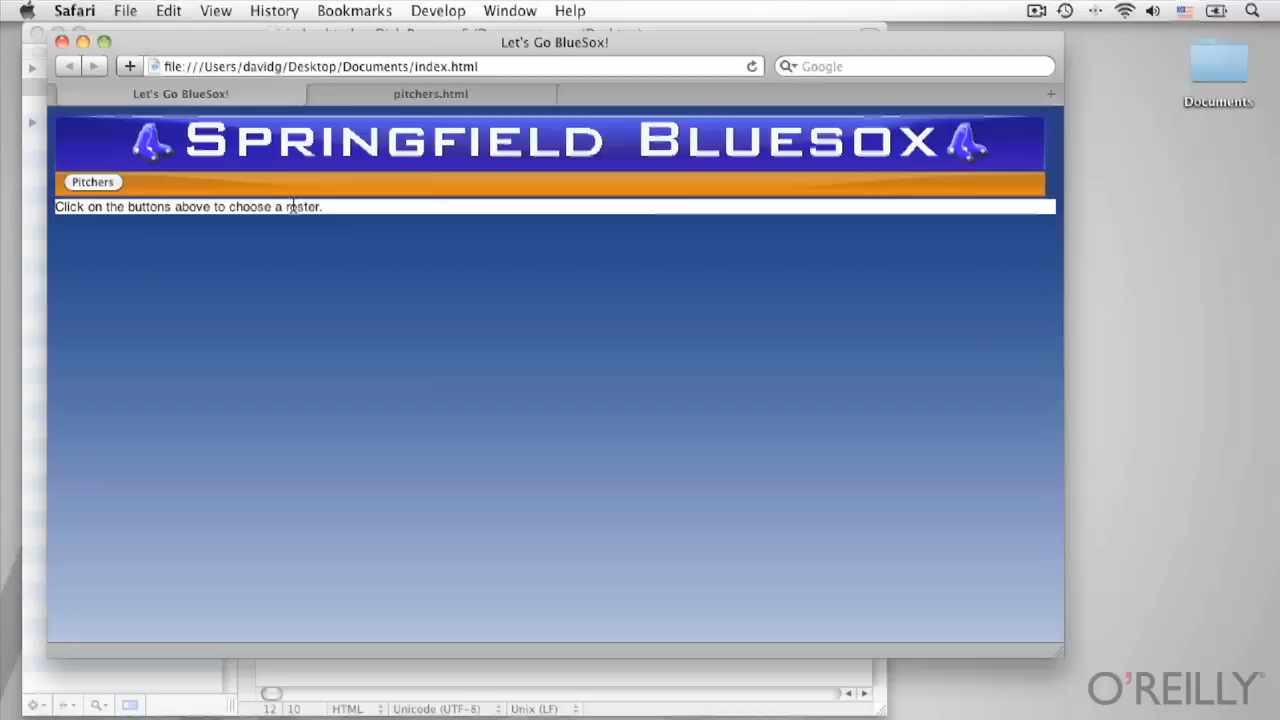 Safari File Edit View History Bookmarks Develop Window Help
Let's Go BlueSox!
file:///Users/davidg/Desktop/Documents/index.html
Google
Let's Go BlueSox!
pitchers.html
Documents
SPRINGFIELD BLUESOX
Pitchers
Click on the buttons above to choose a roster.
12 10 HTML Unicode (UTF-8) Unix (LF)
O'REILLY®